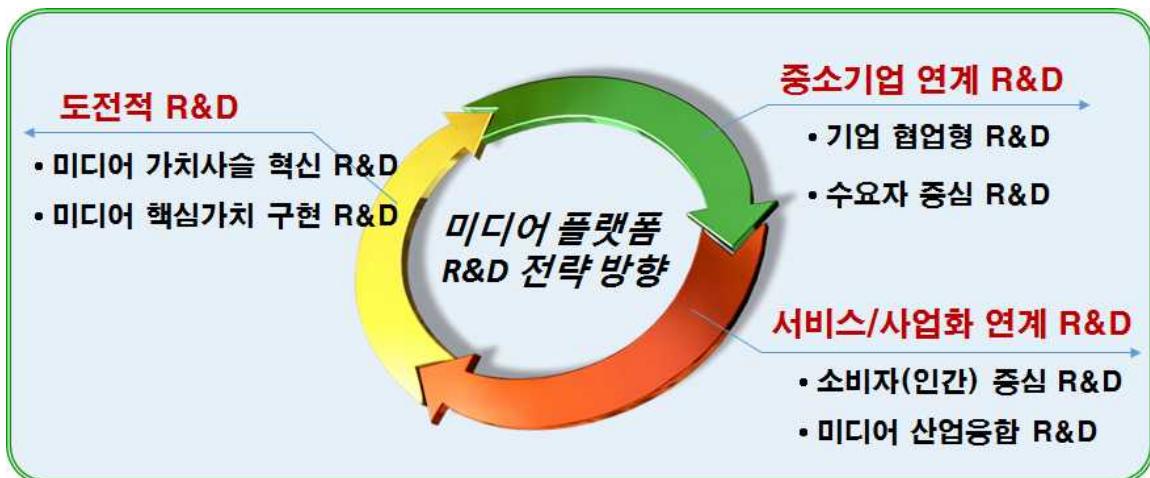 도전적 R&D
• 미디어 가치사슬 혁신 R&D
• 미디어 핵심가치 구현 R&D
미디어 플랫폼
R&D 전략 방향
중소기업 연계 R&D
• 기업 협업형 R&D
• 수요자 중심 R&D
서비스/사업화 연계 R&D
• 소비자(인간) 중심 R&D
• 미디어 산업융합 R&D